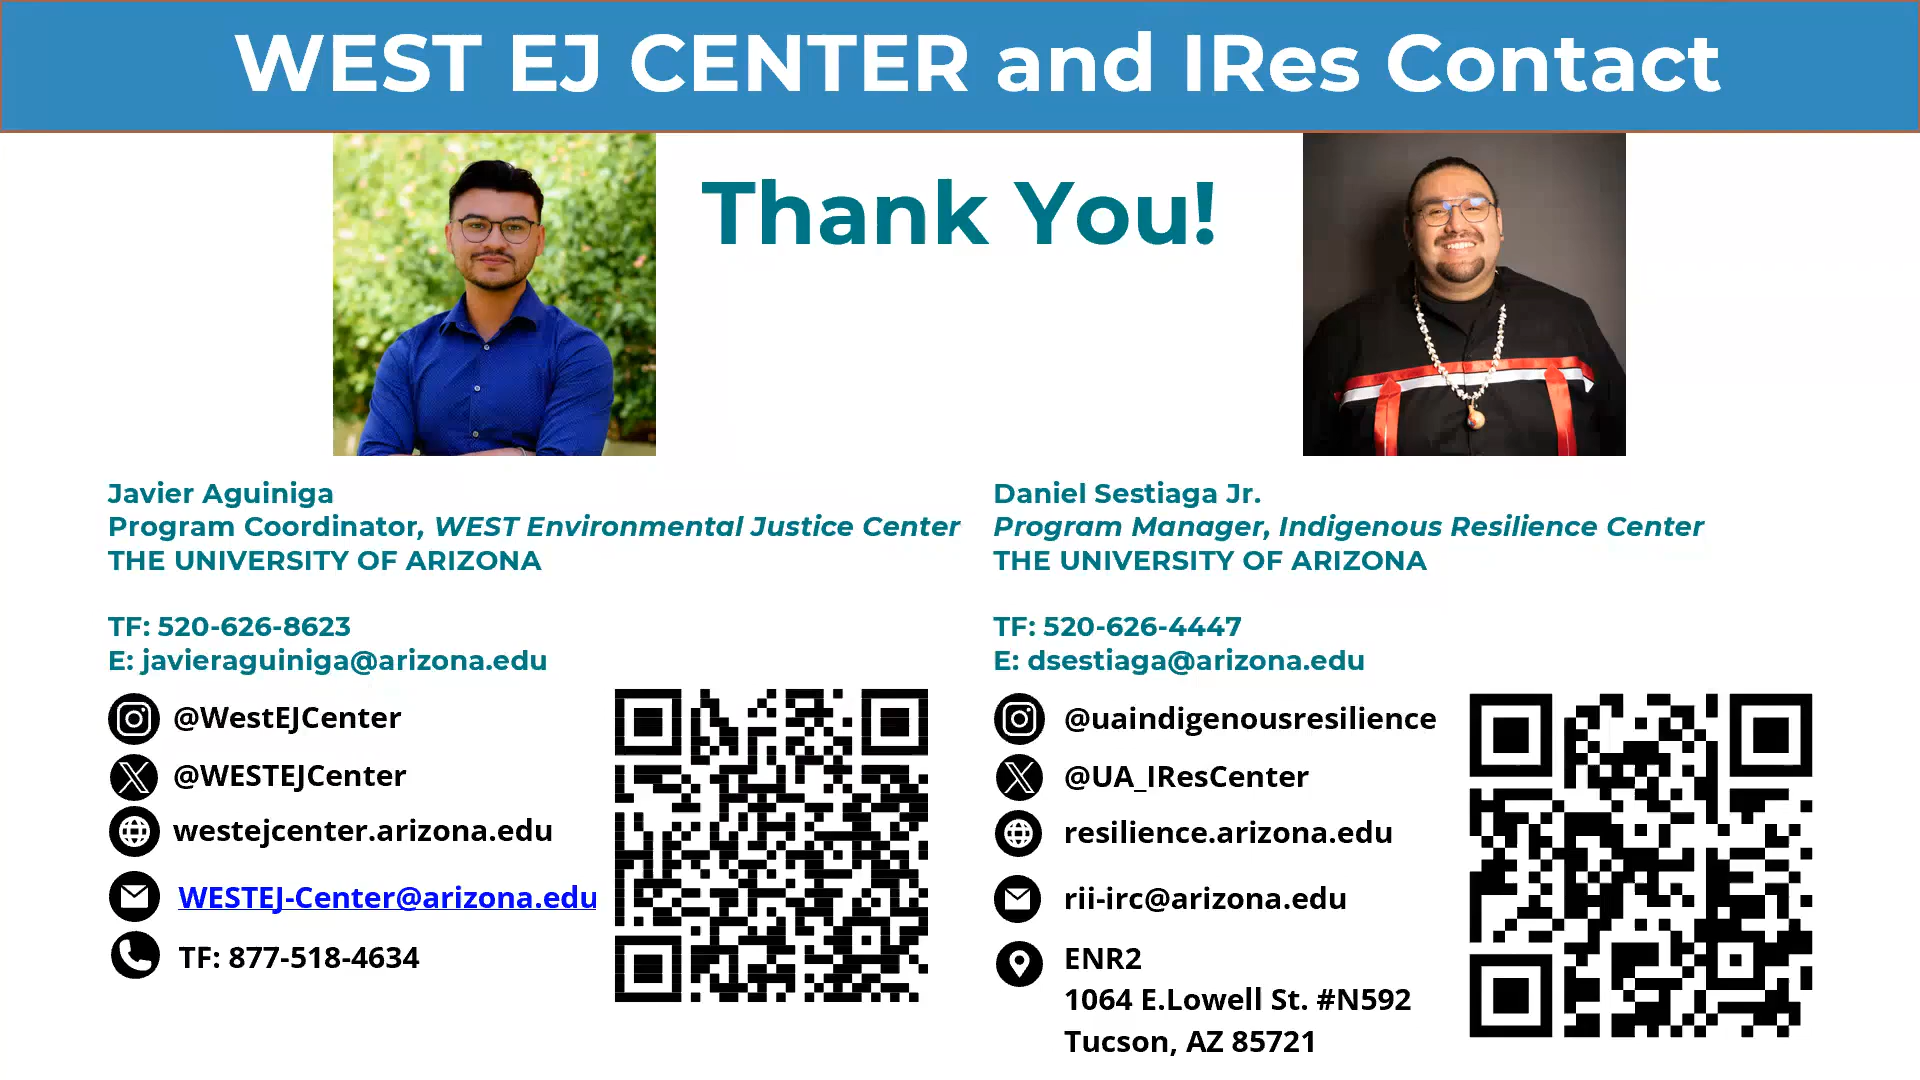 WEST EJ CENTER and IRes Contact
Thank You!
Javier Aguiniga
Program Coordinator, WEST Environmental Justice Center
THE UNIVERSITY OF ARIZONA
TF: 520-626-8623
E: javieraguiniga@arizona.edu
@WestEJCenter
@WESTEJCenter
westejcenter.arizona.edu
WESTEJ-Center@arizona.edu
TF: 877-518-4634
Daniel Sestiaga Jr.
Program Manager, Indigenous Resilience Center
THE UNIVERSITY OF ARIZONA
TF: 520-626-4447
E: dsestiaga@arizona.edu
@uaindigenousresilience
@UA_IResCenter
resilience.arizona.edu
rii-irc@arizona.edu
ENR2
1064 E.Lowell St. #N592
Tucson, AZ 85721